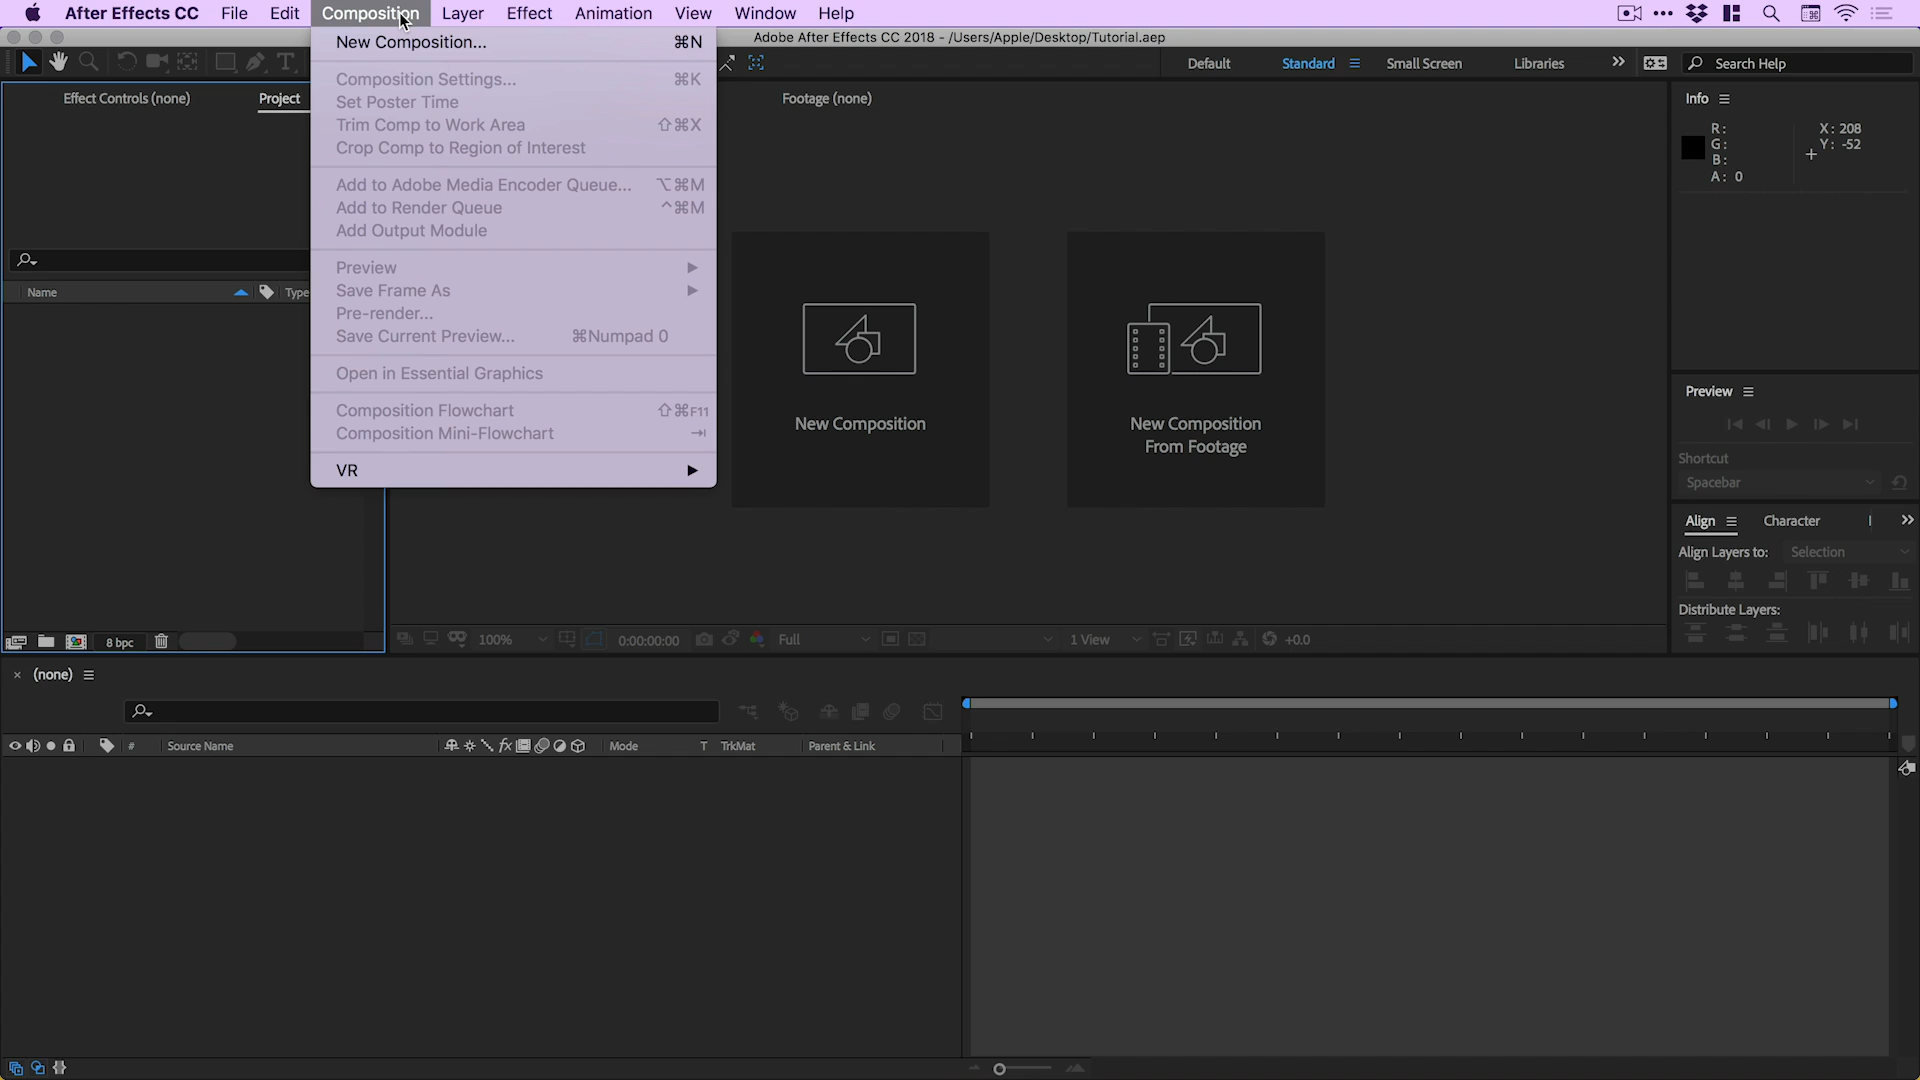 After Effects CC File Edit Composition Layer Effect Animation View Window Help
Adobe After Effects CC 2018 - /Users/Apple/Desktop/Tutorial.aep
New Composition... ⌘N
Composition Settings... ⌘K
Set Poster Time
Trim Comp to Work Area ⇧⌘X
Crop Comp to Region of Interest
Add to Adobe Media Encoder Queue... ⌥⌘M
Add to Render Queue ^⌘M
Add Output Module
Preview
Save Frame As
Pre-render...
Save Current Preview... ⌘Numpad 0
Open in Essential Graphics
Composition Flowchart ⇧⌘F11
Composition Mini-Flowchart
VR
Default Standard Small Screen Libraries Search Help
Effect Controls (none) Project
Footage (none)
Name Type
8 bpc
New Composition
New Composition
From Footage
100% 0:00:00:00 Full 1 View +0.0
Info
R:
G:
B:
A: 0
X: 208
Y: -52
Preview
Shortcut
Spacebar
Align Character
Align Layers to: Selection
Distribute Layers:
(none)
# Source Name fx Mode T TrkMat Parent & Link